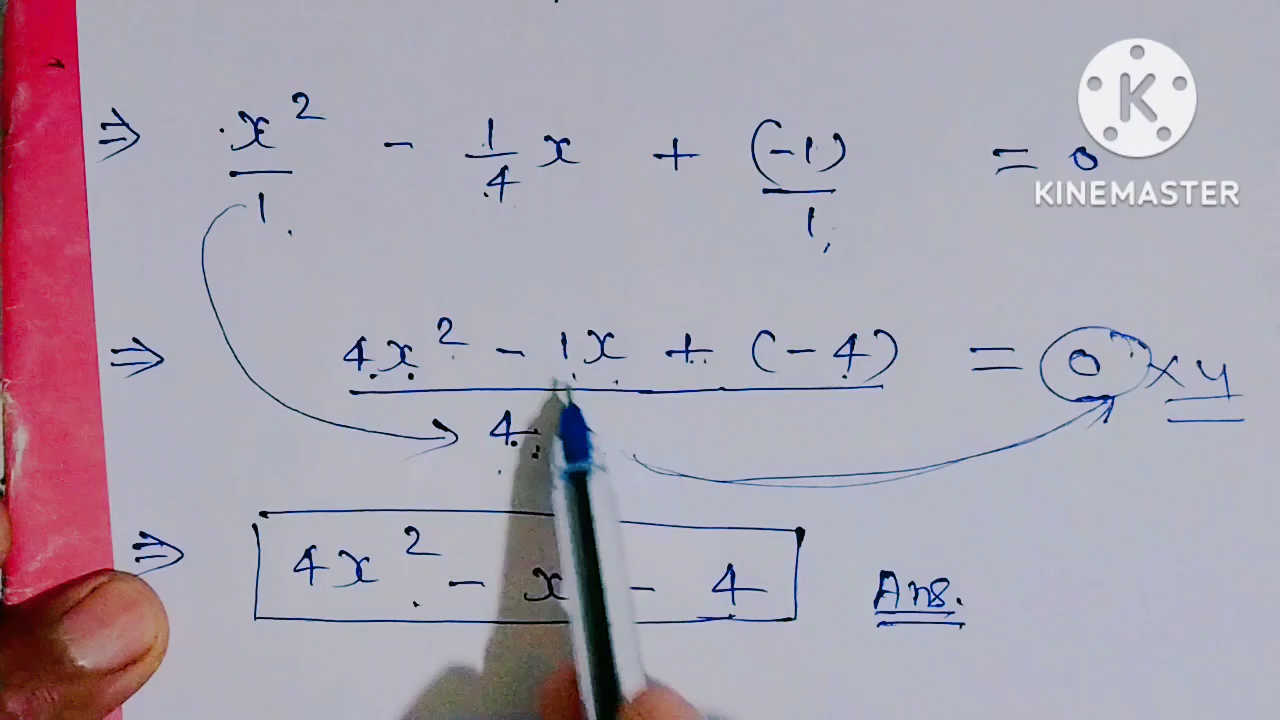 ⇒ x²/1 - 1/4 x + (-1)/1 = 0
KINEMASTER
⇒ 4x² - 1x + (-4) / 4 = 0 × 4
⇒ 4x² - x - 4 Ans.